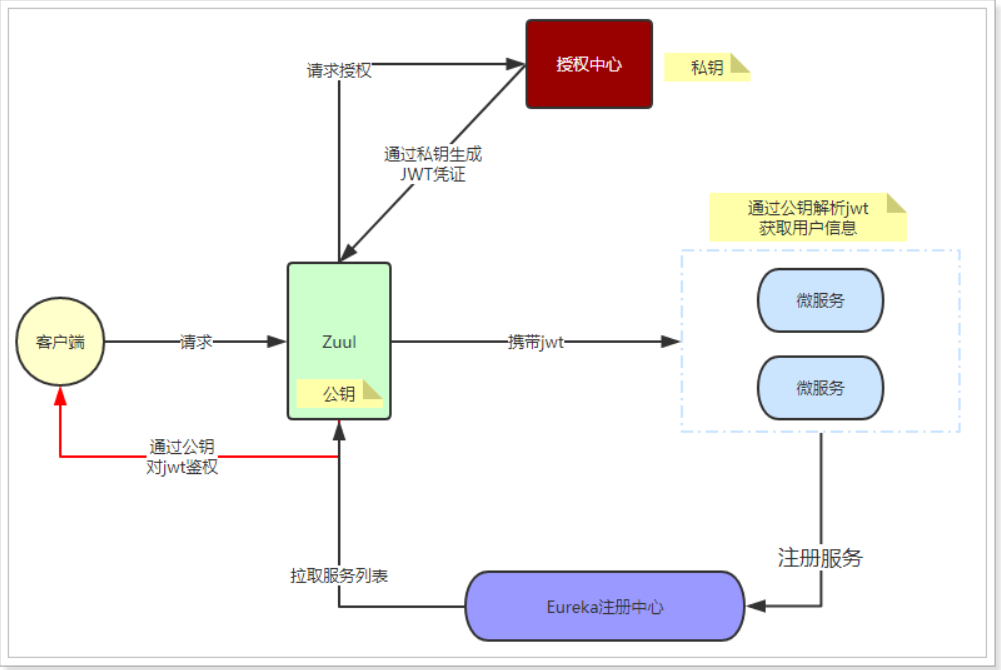 请求授权
授权中心
私钥
通过私钥生成
JWT凭证
通过公钥解析jwt
获取用户信息
微服务
客户端
请求
Zuul
携带jwt
公钥
微服务
通过公钥
对jwt鉴权
注册服务
拉取服务列表
Eureka注册中心